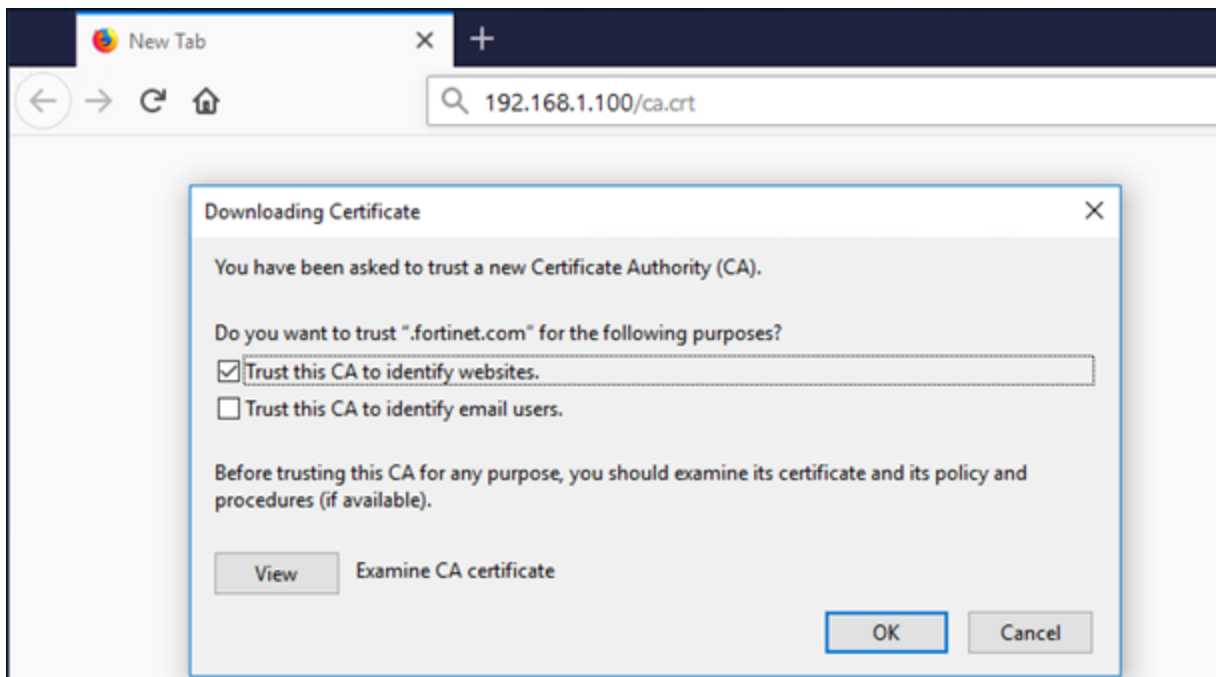 New Tab
192.168.1.100/ca.crt
Downloading Certificate
You have been asked to trust a new Certificate Authority (CA).
Do you want to trust ".fortinet.com" for the following purposes?
Trust this CA to identify websites.
Trust this CA to identify email users.
Before trusting this CA for any purpose, you should examine its certificate and its policy and
procedures (if available).
View Examine CA certificate
OK Cancel